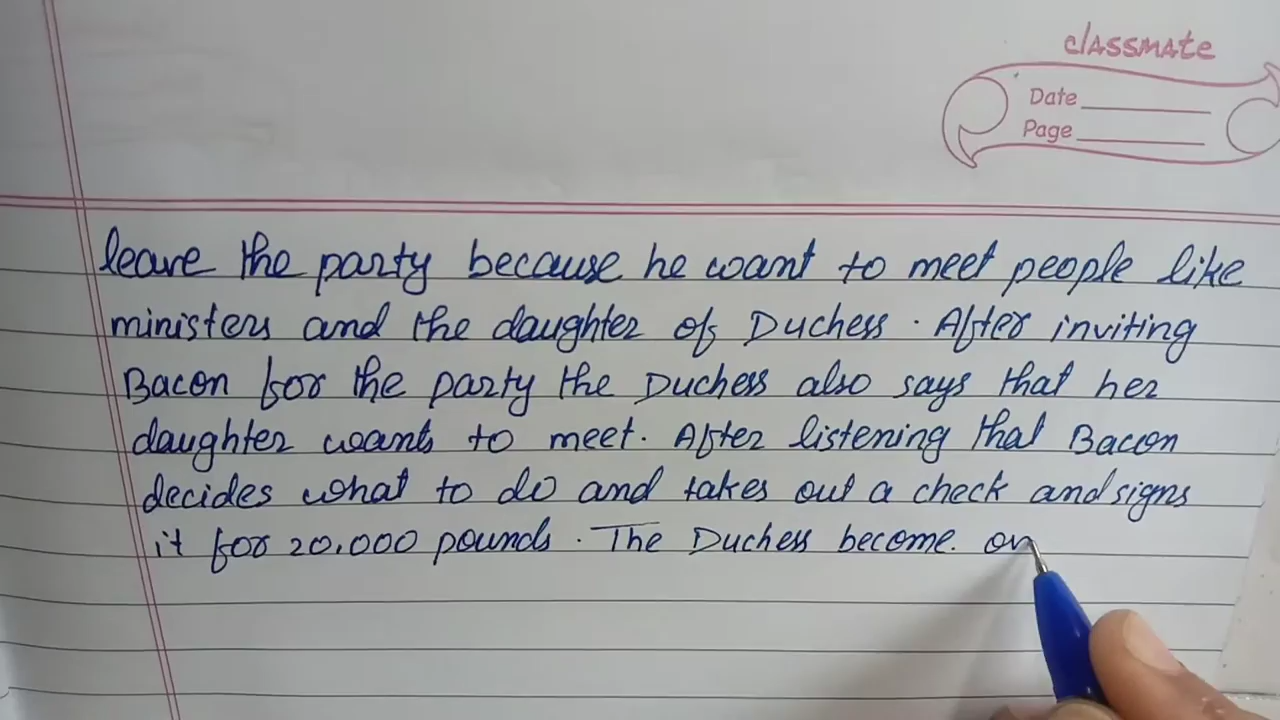 classmate
Date
Page
leave the party because he want to meet people like
ministers and the daughter of Duchess. After inviting
Bacon for the party the Duchess also says that her
daughter wants to meet. After listening that Bacon
decides what to do and takes out a check and signs
it for 20,000 pounds. The Duchess become